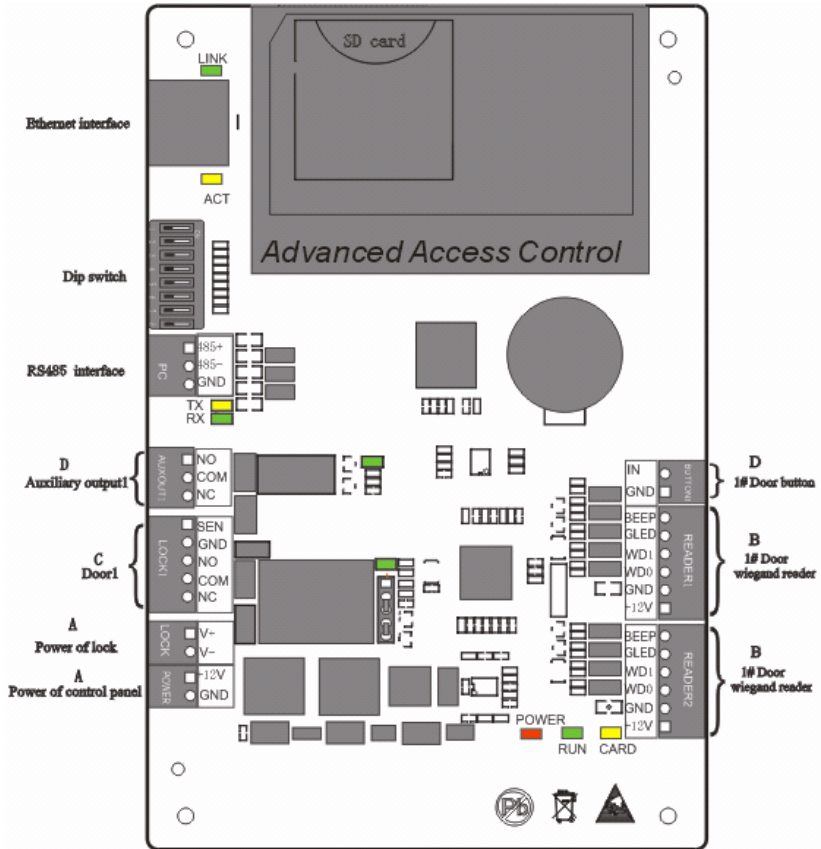 SD card
LINK
Ethernet interface
ACT
Advanced Access Control
Dip switch
RS485 interface
PC
485+
485-
GND
TX
RX
D
Auxiliary output1
AUXOUT1
NO
COM
NC
C
Door1
LOCK1
SEN
GND
NO
COM
NC
A
Power of lock
LOCK
V+
V-
A
Power of control panel
POWER
+12V
GND
IN
GND
BUTTON1
D
1# Door button
BEEP
GLED
WD1
WD0
GND
+12V
READER1
B
1# Door
wiegand reader
BEEP
GLED
WD1
WD0
GND
+12V
READER2
B
1# Door
wiegand reader
POWER
RUN
CARD
Pb